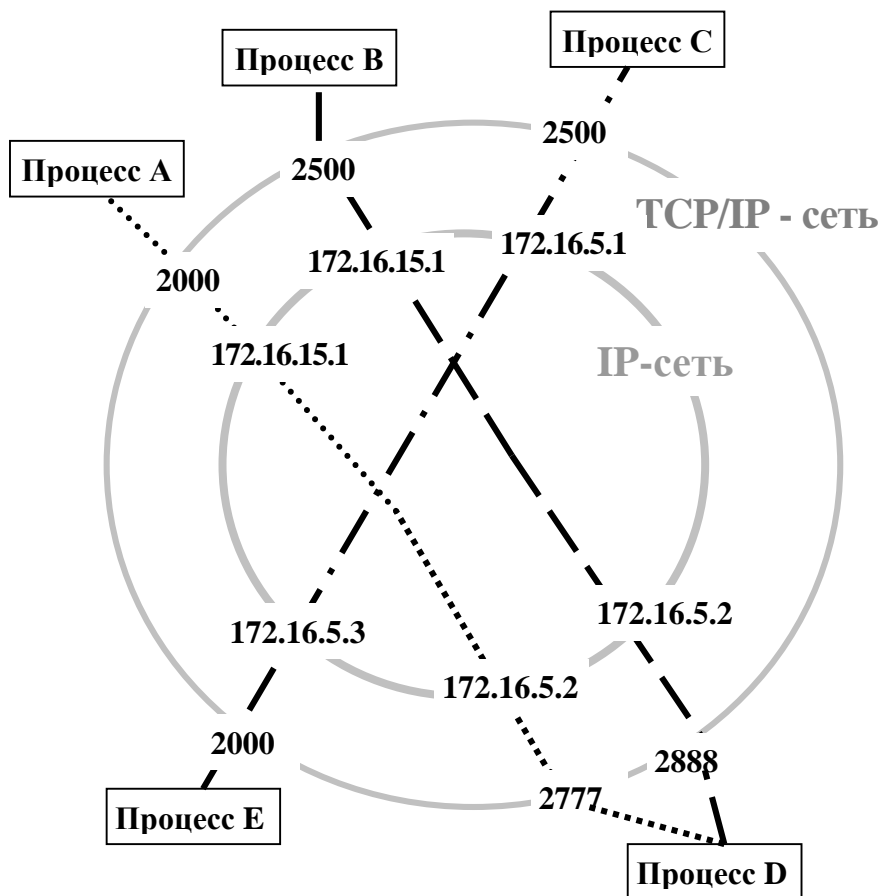 Процесс C
Процесс B
2500
2500
Процесс A
TCP/IP - сеть
172.16.5.1
172.16.15.1
2000
172.16.15.1
IP-сеть
172.16.5.2
172.16.5.3
172.16.5.2
2000
2888
2777
Процесс E
Процесс D